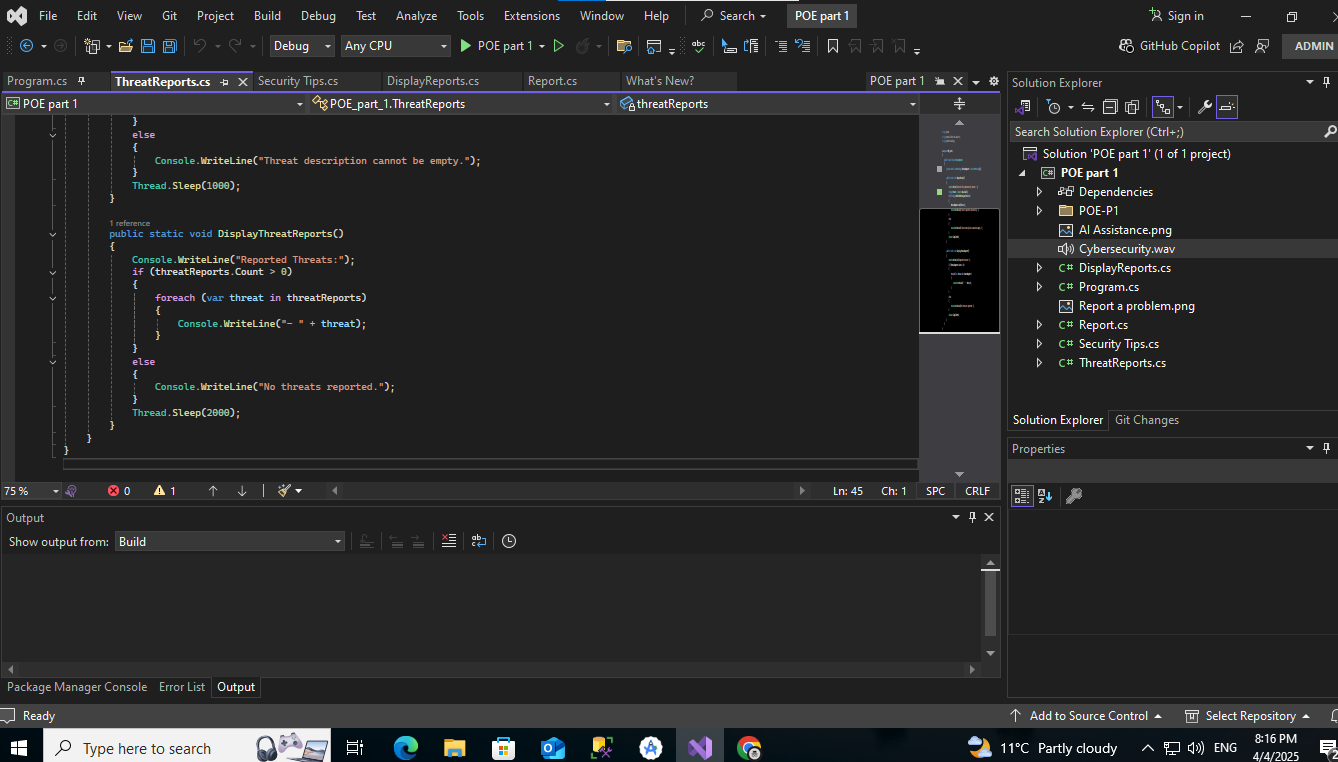 File Edit View Git Project Build Debug Test Analyze Tools Extensions Window Help Search POE part 1 Sign in
Debug Any CPU POE part 1 GitHub Copilot ADMIN
Program.cs ThreatReports.cs Security Tips.cs DisplayReports.cs Report.cs What's New? POE part 1
C# POE part 1 POE_part_1.ThreatReports threatReports
}
else
{
Console.WriteLine("Threat description cannot be empty.");
}
Thread.Sleep(1000);
}
1 reference
public static void DisplayThreatReports()
{
Console.WriteLine("Reported Threats:");
if (threatReports.Count > 0)
{
foreach (var threat in threatReports)
{
Console.WriteLine("- " + threat);
}
}
else
{
Console.WriteLine("No threats reported.");
}
Thread.Sleep(2000);
}
}
}
75 % 0 1 Ln: 45 Ch: 1 SPC CRLF
Solution Explorer
Search Solution Explorer (Ctrl+;)
Solution 'POE part 1' (1 of 1 project)
C# POE part 1
Dependencies
POE-P1
AI Assistance.png
Cybersecurity.wav
C# DisplayReports.cs
C# Program.cs
Report a problem.png
C# Report.cs
C# Security Tips.cs
C# ThreatReports.cs
Solution Explorer Git Changes
Properties
Output
Show output from: Build
Package Manager Console Error List Output
Ready Add to Source Control Select Repository
Type here to search 11°C Partly cloudy ENG 8:16 PM
4/4/2025